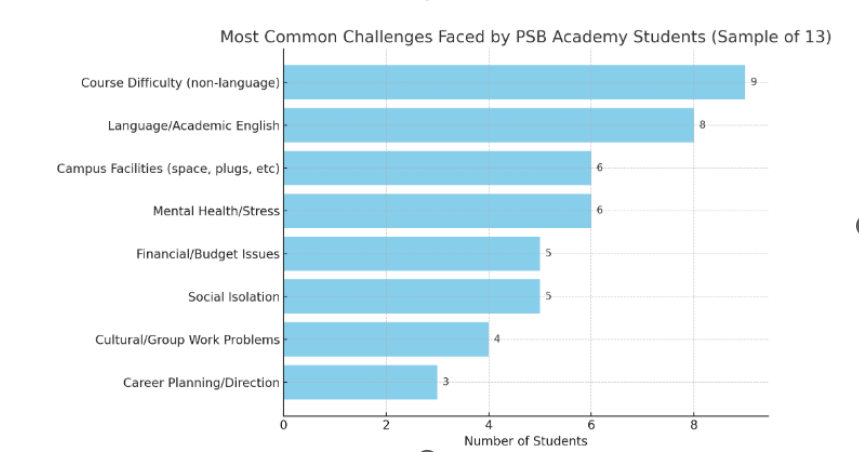 Most Common Challenges Faced by PSB Academy Students (Sample of 13)
Course Difficulty (non-language) 9
Language/Academic English 8
Campus Facilities (space, plugs, etc) 6
Mental Health/Stress 6
Financial/Budget Issues 5
Social Isolation 5
Cultural/Group Work Problems 4
Career Planning/Direction 3
0 2 4 6 8
Number of Students